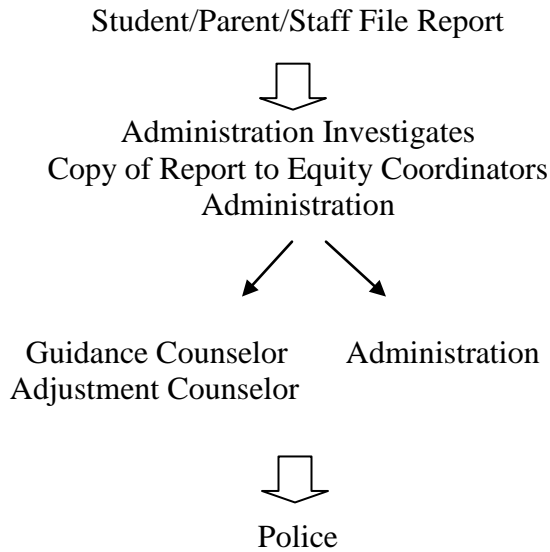 Student/Parent/Staff File Report
Administration Investigates
Copy of Report to Equity Coordinators
Administration
Guidance Counselor
Adjustment Counselor
Administration
Police